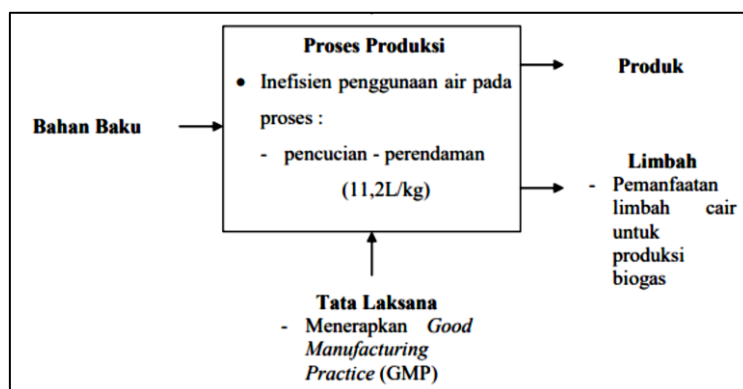 Proses Produksi
• Inefisien penggunaan air pada
proses :
- pencucian - perendaman
(11,2L/kg)
Bahan Baku
Produk
Limbah
- Pemanfaatan
limbah cair
untuk
produksi
biogas
Tata Laksana
- Menerapkan Good
Manufacturing
Practice (GMP)